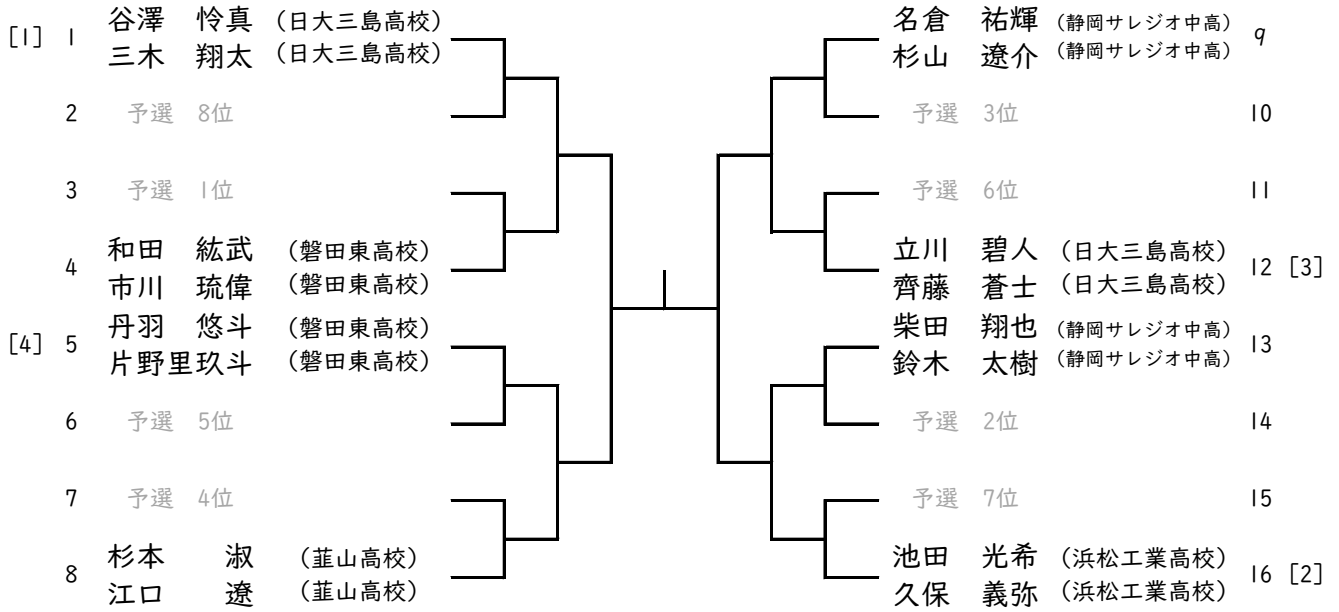 [1] 1 谷澤 怜真 (日大三島高校)
三木 翔太 (日大三島高校)
2 予選 8位
3 予選 1位
4 和田 紘武 (磐田東高校)
市川 琉偉 (磐田東高校)
[4] 5 丹羽 悠斗 (磐田東高校)
片野里玖斗 (磐田東高校)
6 予選 5位
7 予選 4位
8 杉本 淑 (韮山高校)
江口 遼 (韮山高校)
名倉 祐輝 (静岡サレジオ中高) 9
杉山 遼介 (静岡サレジオ中高)
予選 3位 10
予選 6位 11
立川 碧人 (日大三島高校) 12 [3]
齊藤 蒼士 (日大三島高校)
柴田 翔也 (静岡サレジオ中高) 13
鈴木 太樹 (静岡サレジオ中高)
予選 2位 14
予選 7位 15
池田 光希 (浜松工業高校) 16 [2]
久保 義弥 (浜松工業高校)